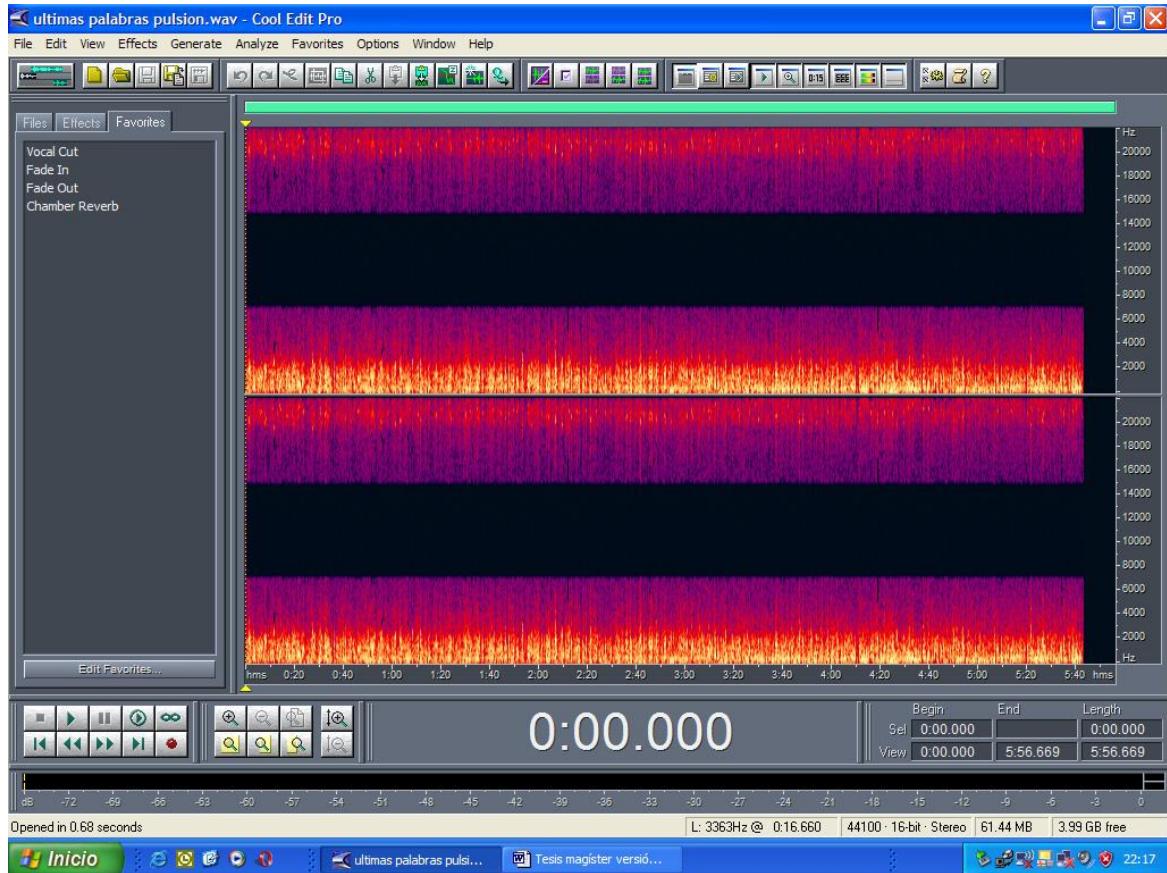 ultimas palabras pulsion.wav - Cool Edit Pro
File Edit View Effects Generate Analyze Favorites Options Window Help
Files Effects Favorites
Vocal Cut
Fade In
Fade Out
Chamber Reverb
Edit Favorites...
Hz
20000
18000
16000
14000
12000
10000
8000
6000
4000
2000
20000
18000
16000
14000
12000
10000
8000
6000
4000
2000
Hz
hms 0:20 0:40 1:00 1:20 1:40 2:00 2:20 2:40 3:00 3:20 3:40 4:00 4:20 4:40 5:00 5:20 5:40 hms
0:00.000
Begin End Length
Sel 0:00.000 0:00.000
View 0:00.000 5:56.669 5:56.669
dB -72 -69 -66 -63 -60 -57 -54 -51 -48 -45 -42 -39 -36 -33 -30 -27 -24 -21 -18 -15 -12 -9 -6 -3 0
Opened in 0.68 seconds L: 3363Hz @ 0:16.660 44100 · 16-bit · Stereo 61.44 MB 3.99 GB free
Inicio ultimas palabras pulsi... Tesis magíster versió... 22:17